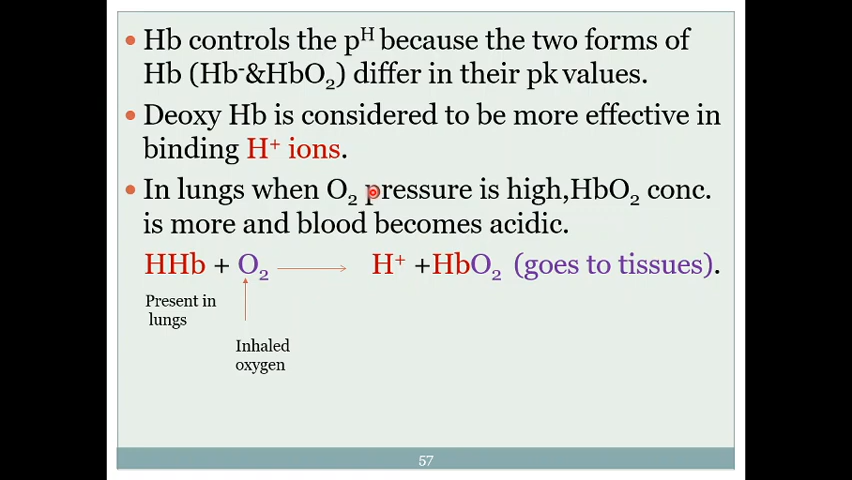 Hb controls the pᴴ because the two forms of
Hb (Hb⁻&HbO₂) differ in their pk values.
Deoxy Hb is considered to be more effective in
binding H⁺ ions.
In lungs when O₂ pressure is high,HbO₂ conc.
is more and blood becomes acidic.
HHb + O₂ → H⁺ +HbO₂ (goes to tissues).
Present in
lungs
Inhaled
oxygen
57